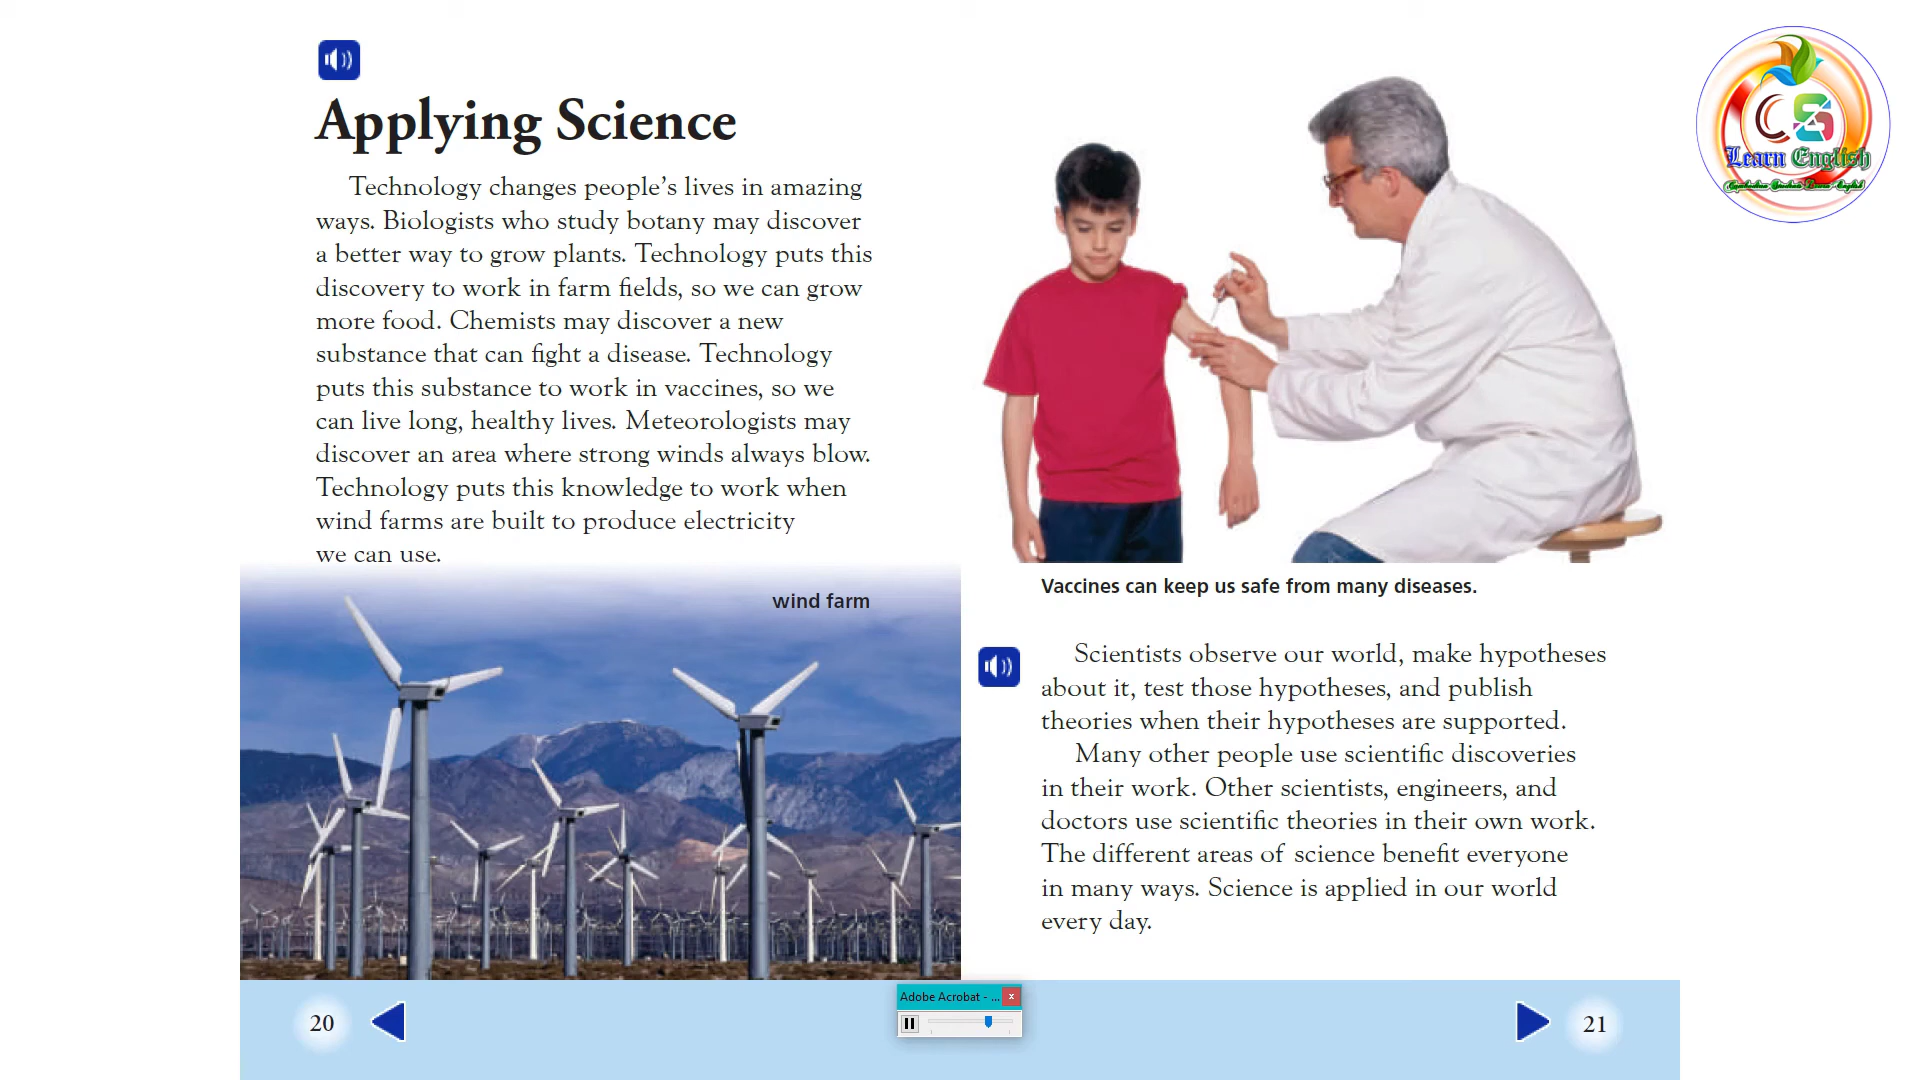 Applying Science
Technology changes people's lives in amazing
ways. Biologists who study botany may discover
a better way to grow plants. Technology puts this
discovery to work in farm fields, so we can grow
more food. Chemists may discover a new
substance that can fight a disease. Technology
puts this substance to work in vaccines, so we
can live long, healthy lives. Meteorologists may
discover an area where strong winds always blow.
Technology puts this knowledge to work when
wind farms are built to produce electricity
we can use.
wind farm
20
Vaccines can keep us safe from many diseases.
Scientists observe our world, make hypotheses
about it, test those hypotheses, and publish
theories when their hypotheses are supported.
Many other people use scientific discoveries
in their work. Other scientists, engineers, and
doctors use scientific theories in their own work.
The different areas of science benefit everyone
in many ways. Science is applied in our world
every day.
21
Adobe Acrobat - ...
x
CS
Learn English
Cambodian Students Learn English